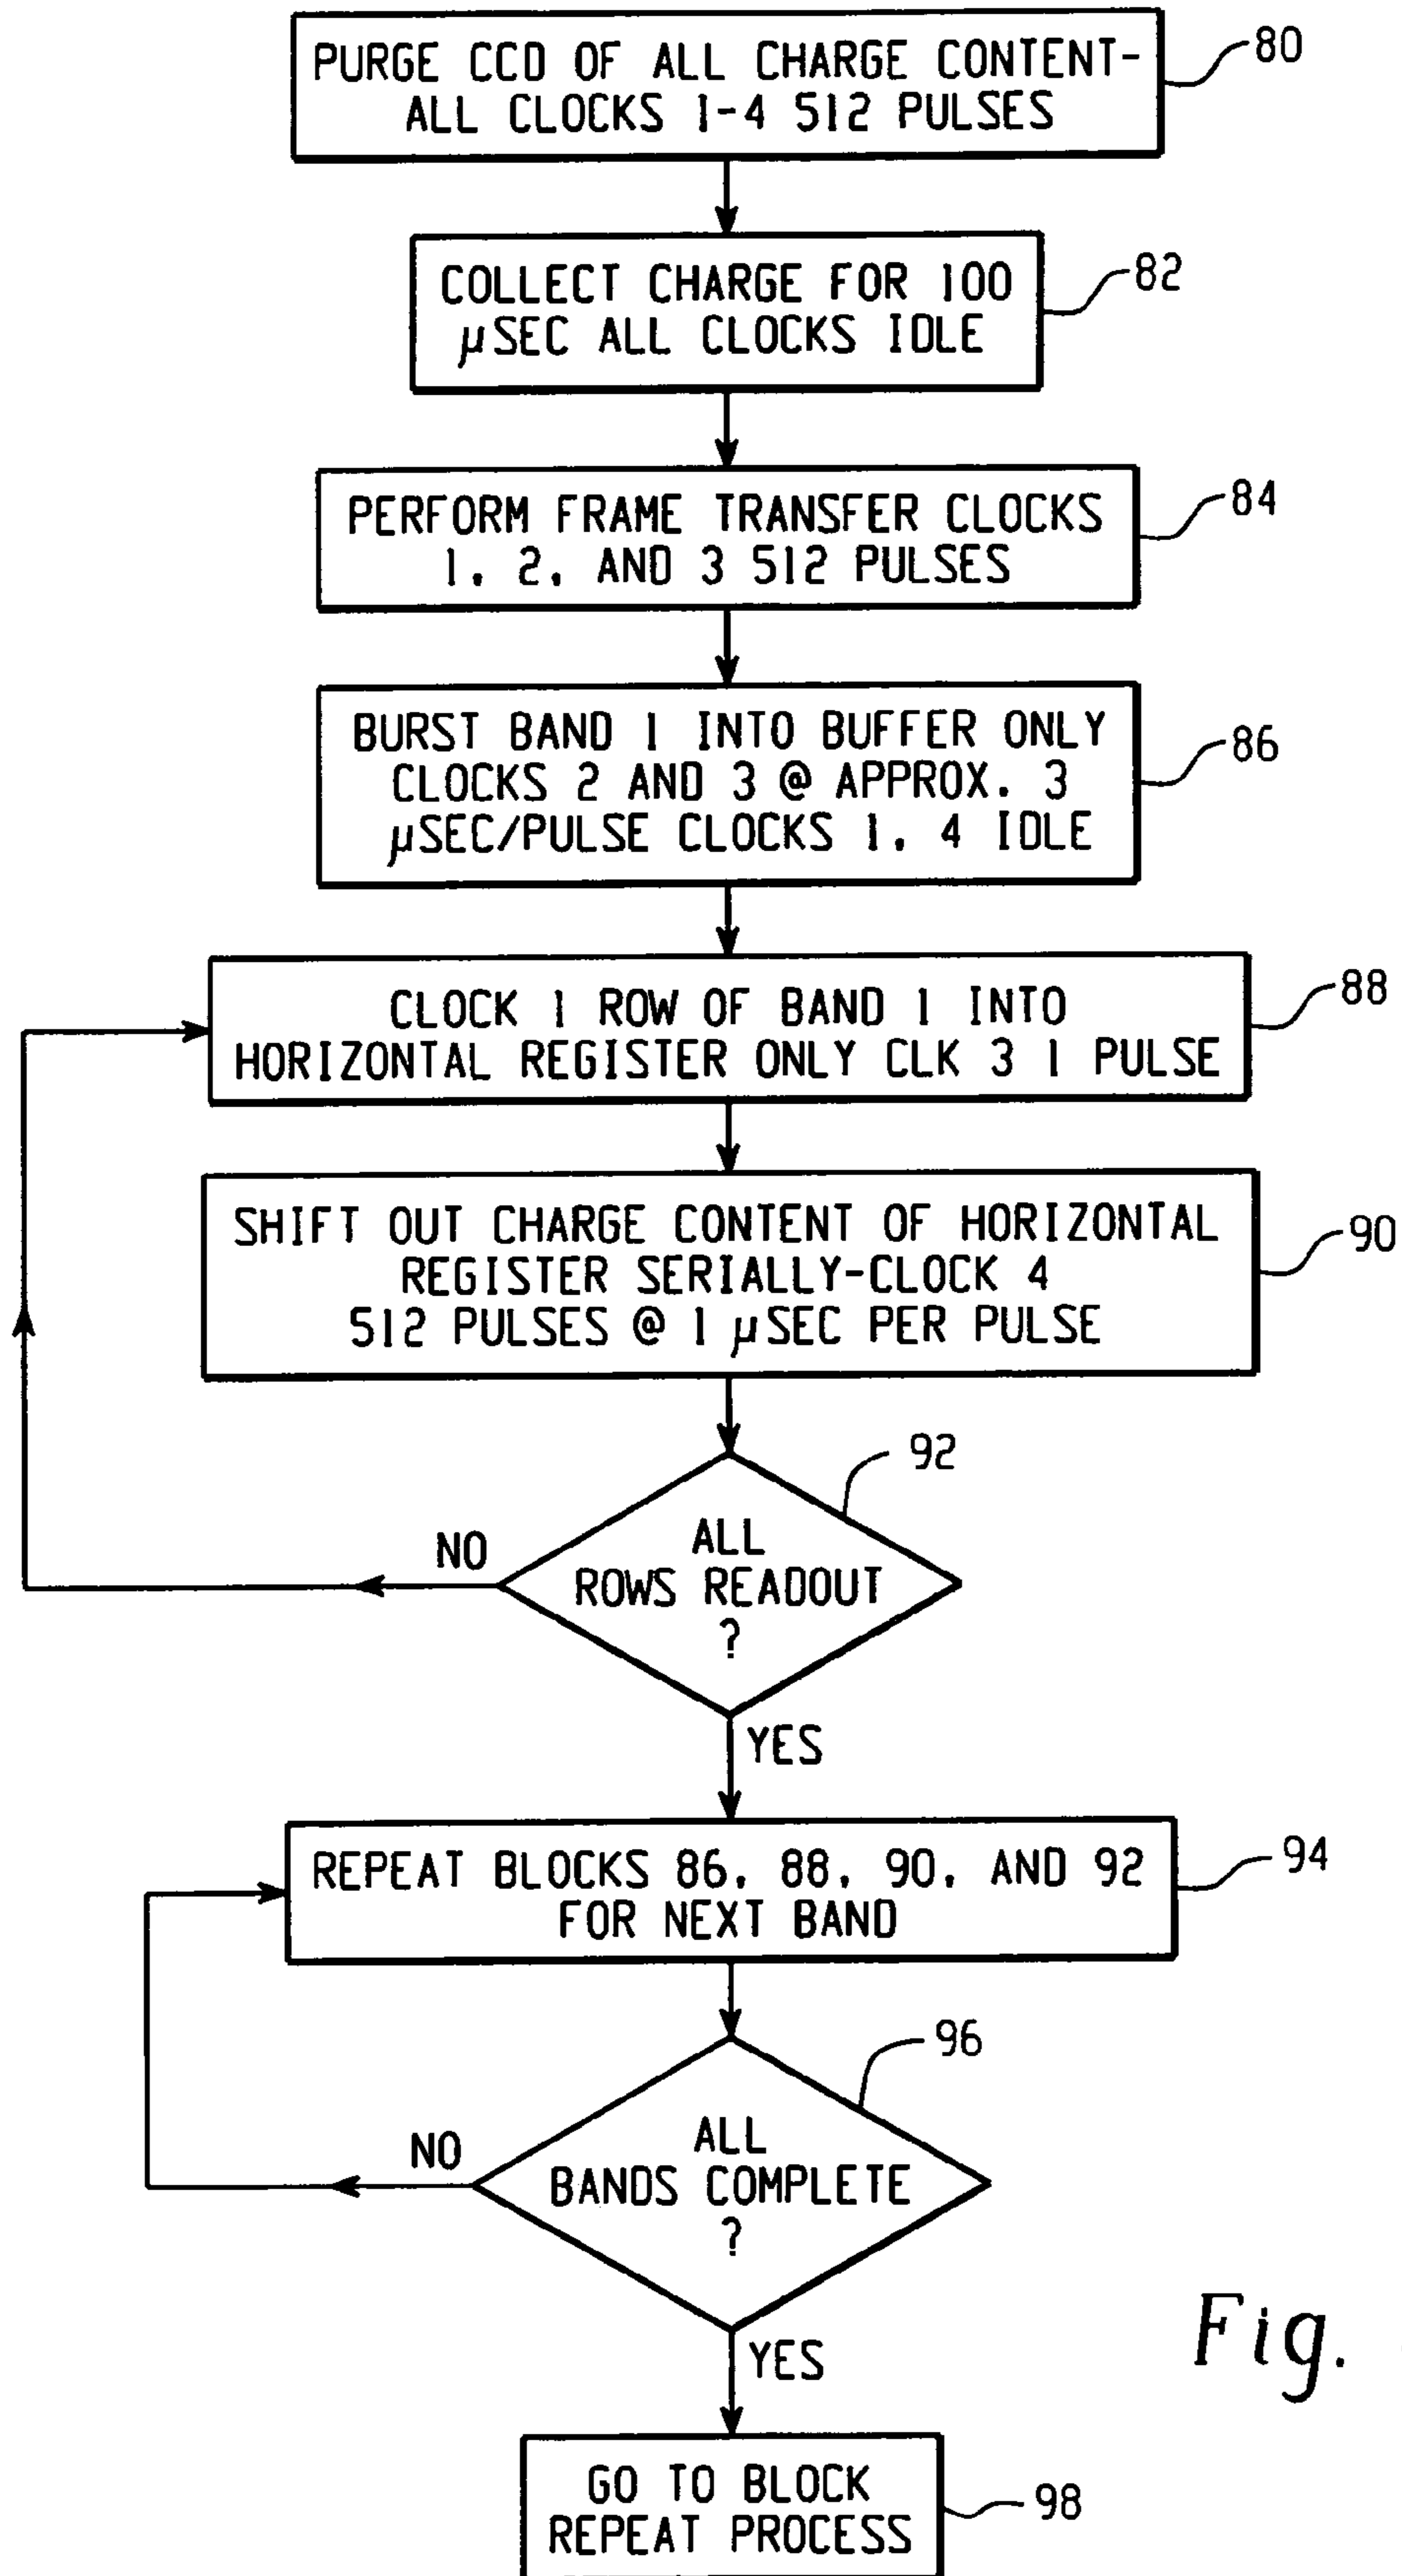 PURGE CCD OF ALL CHARGE CONTENT-
ALL CLOCKS 1-4 512 PULSES
80
COLLECT CHARGE FOR 100
µSEC ALL CLOCKS IDLE
82
PERFORM FRAME TRANSFER CLOCKS
1, 2, AND 3 512 PULSES
84
BURST BAND 1 INTO BUFFER ONLY
CLOCKS 2 AND 3 @ APPROX. 3
µSEC/PULSE CLOCKS 1, 4 IDLE
86
CLOCK 1 ROW OF BAND 1 INTO
HORIZONTAL REGISTER ONLY CLK 3 1 PULSE
88
SHIFT OUT CHARGE CONTENT OF HORIZONTAL
REGISTER SERIALLY-CLOCK 4
512 PULSES @ 1 µSEC PER PULSE
90
92
ALL
ROWS READOUT
?
NO
YES
REPEAT BLOCKS 86, 88, 90, AND 92
FOR NEXT BAND
94
96
ALL
BANDS COMPLETE
?
NO
YES
Fig.
GO TO BLOCK
REPEAT PROCESS
98